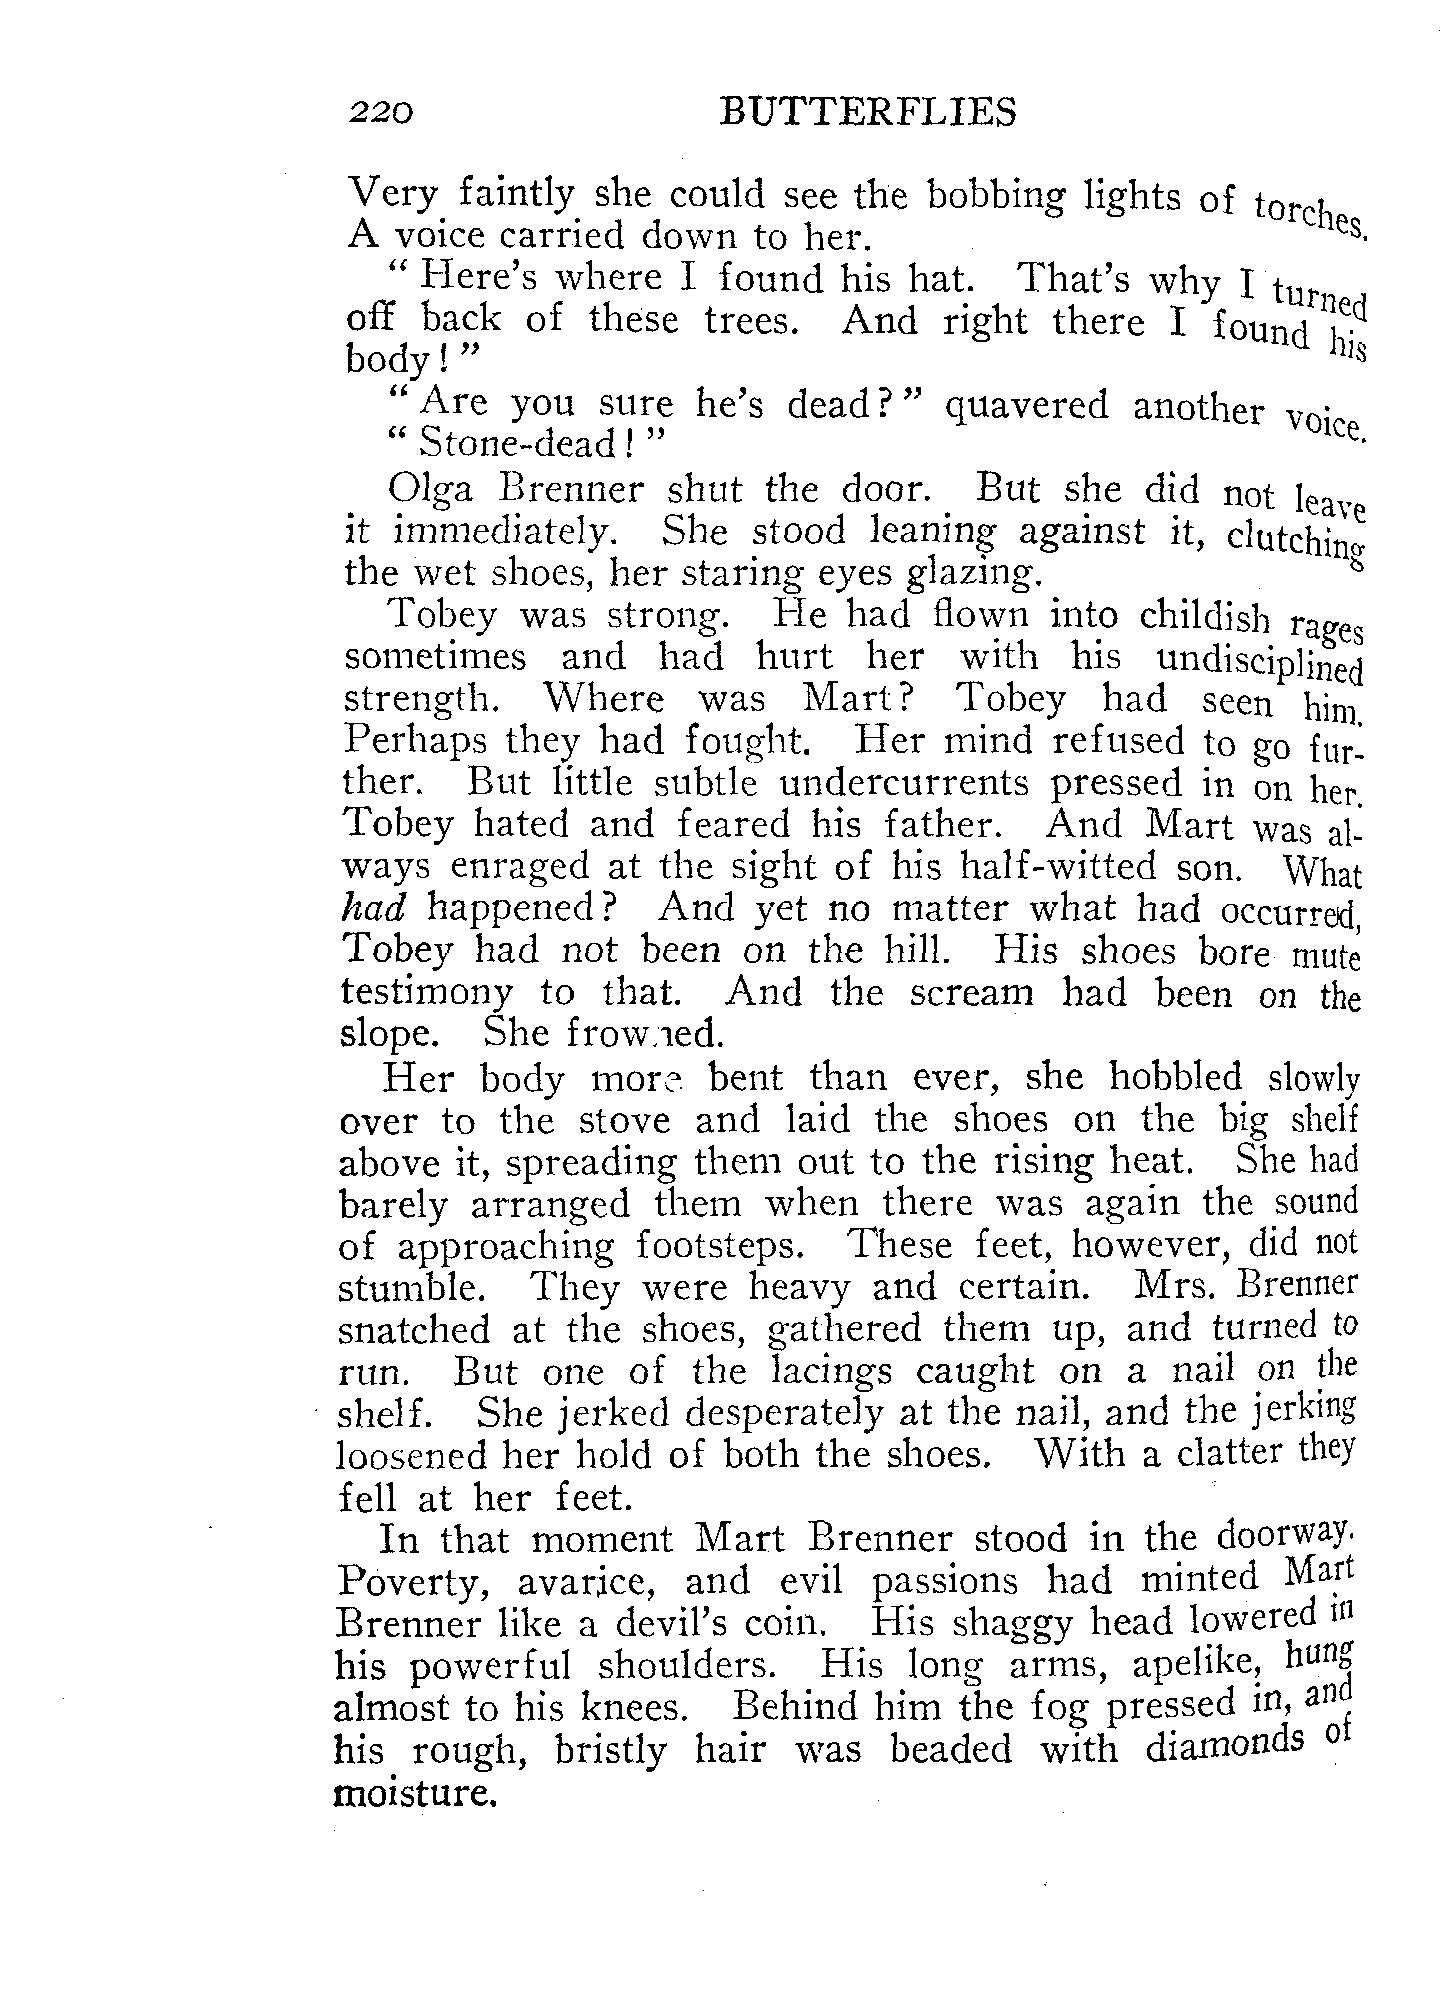 220 BUTTERFLIES
Very faintly she could see the bobbing lights of torches.
A voice carried down to her.
" Here's where I found his hat. That's why I turned
off back of these trees. And right there I found his
body ! "
" Are you sure he's dead ? " quavered another voice.
" Stone-dead ! "
Olga Brenner shut the door. But she did not leave
it immediately. She stood leaning against it, clutching
the wet shoes, her staring eyes glazing.
Tobey was strong. He had flown into childish rages
sometimes and had hurt her with his undisciplined
strength. Where was Mart? Tobey had seen him.
Perhaps they had fought. Her mind refused to go fur-
ther. But little subtle undercurrents pressed in on her.
Tobey hated and feared his father. And Mart was al-
ways enraged at the sight of his half-witted son. What
had happened? And yet no matter what had occurred,
Tobey had not been on the hill. His shoes bore mute
testimony to that. And the scream had been on the
slope. She frowned.
Her body more bent than ever, she hobbled slowly
over to the stove and laid the shoes on the big shelf
above it, spreading them out to the rising heat. She had
barely arranged them when there was again the sound
of approaching footsteps. These feet, however, did not
stumble. They were heavy and certain. Mrs. Brenner
snatched at the shoes, gathered them up, and turned to
run. But one of the lacings caught on a nail on the
shelf. She jerked desperately at the nail, and the jerking
loosened her hold of both the shoes. With a clatter they
fell at her feet.
In that moment Mart Brenner stood in the doorway.
Poverty, avarice, and evil passions had minted Mart
Brenner like a devil's coin. His shaggy head lowered in
his powerful shoulders. His long arms, apelike, hung
almost to his knees. Behind him the fog pressed in, and
his rough, bristly hair was beaded with diamonds of
moisture.